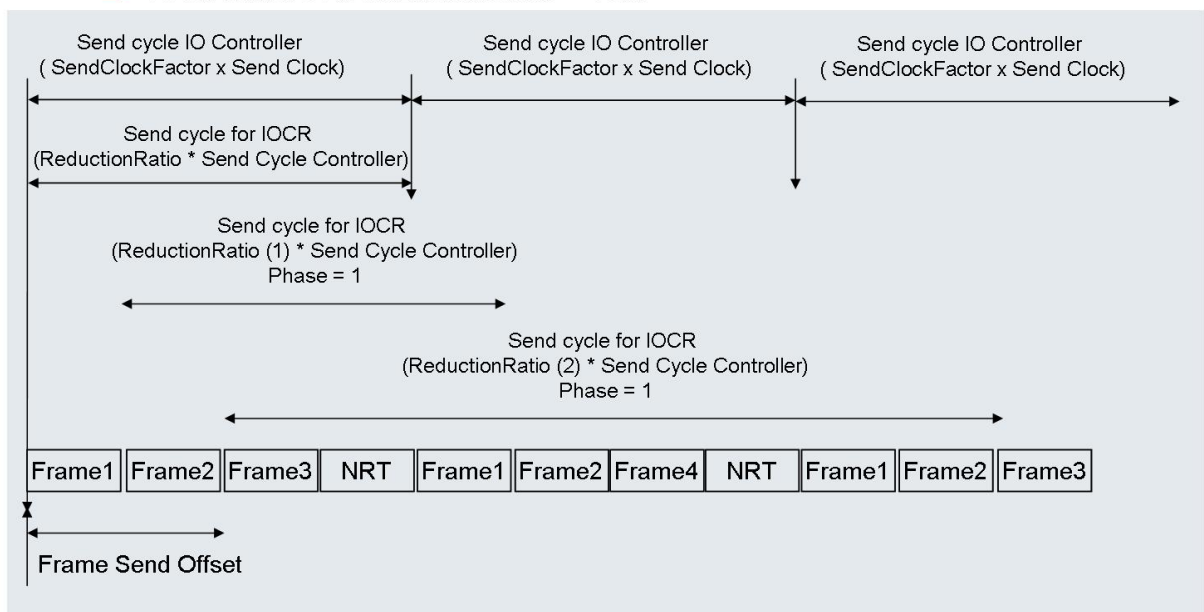 Send cycle IO Controller
( SendClockFactor x Send Clock)
Send cycle IO Controller
( SendClockFactor x Send Clock)
Send cycle IO Controller
( SendClockFactor x Send Clock)
Send cycle for IOCR
(ReductionRatio * Send Cycle Controller)
Send cycle for IOCR
(ReductionRatio (1) * Send Cycle Controller)
Phase = 1
Send cycle for IOCR
(ReductionRatio (2) * Send Cycle Controller)
Phase = 1
Frame1 Frame2 Frame3 NRT Frame1 Frame2 Frame4 NRT Frame1 Frame2 Frame3
Frame Send Offset